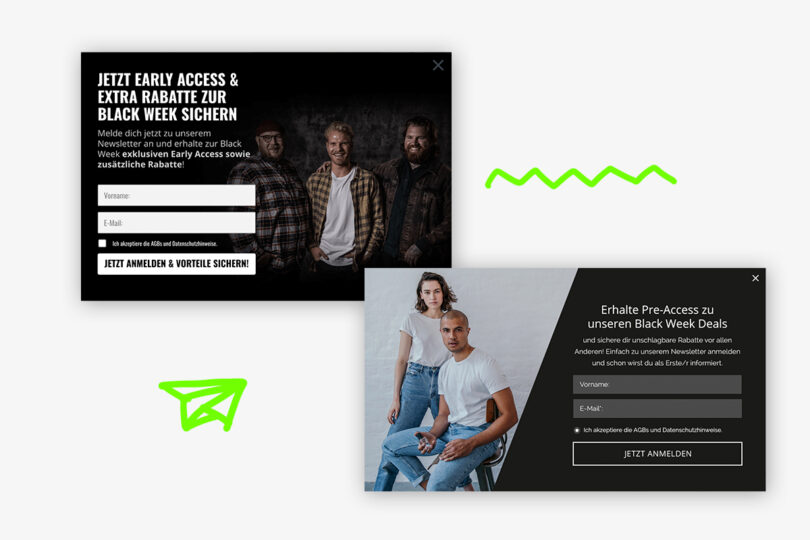 JETZT EARLY ACCESS &
EXTRA RABATTE ZUR
BLACK WEEK SICHERN
Melde dich jetzt zu unserem
Newsletter an und erhalte zur Black
Week exklusiven Early Access sowie
zusätzliche Rabatte!
Vorname:
E-Mail:
Ich akzeptiere die AGBs und Datenschutzhinweise.
JETZT ANMELDEN & VORTEILE SICHERN!
Erhalte Pre-Access zu
unseren Black Week Deals
und sichere dir unschlagbare Rabatte vor allen
Anderen! Einfach zu unserem Newsletter anmelden
und schon wirst du als Erste/r informiert.
Vorname:
E-Mail*:
Ich akzeptiere die AGBs und Datenschutzhinweise.
JETZT ANMELDEN